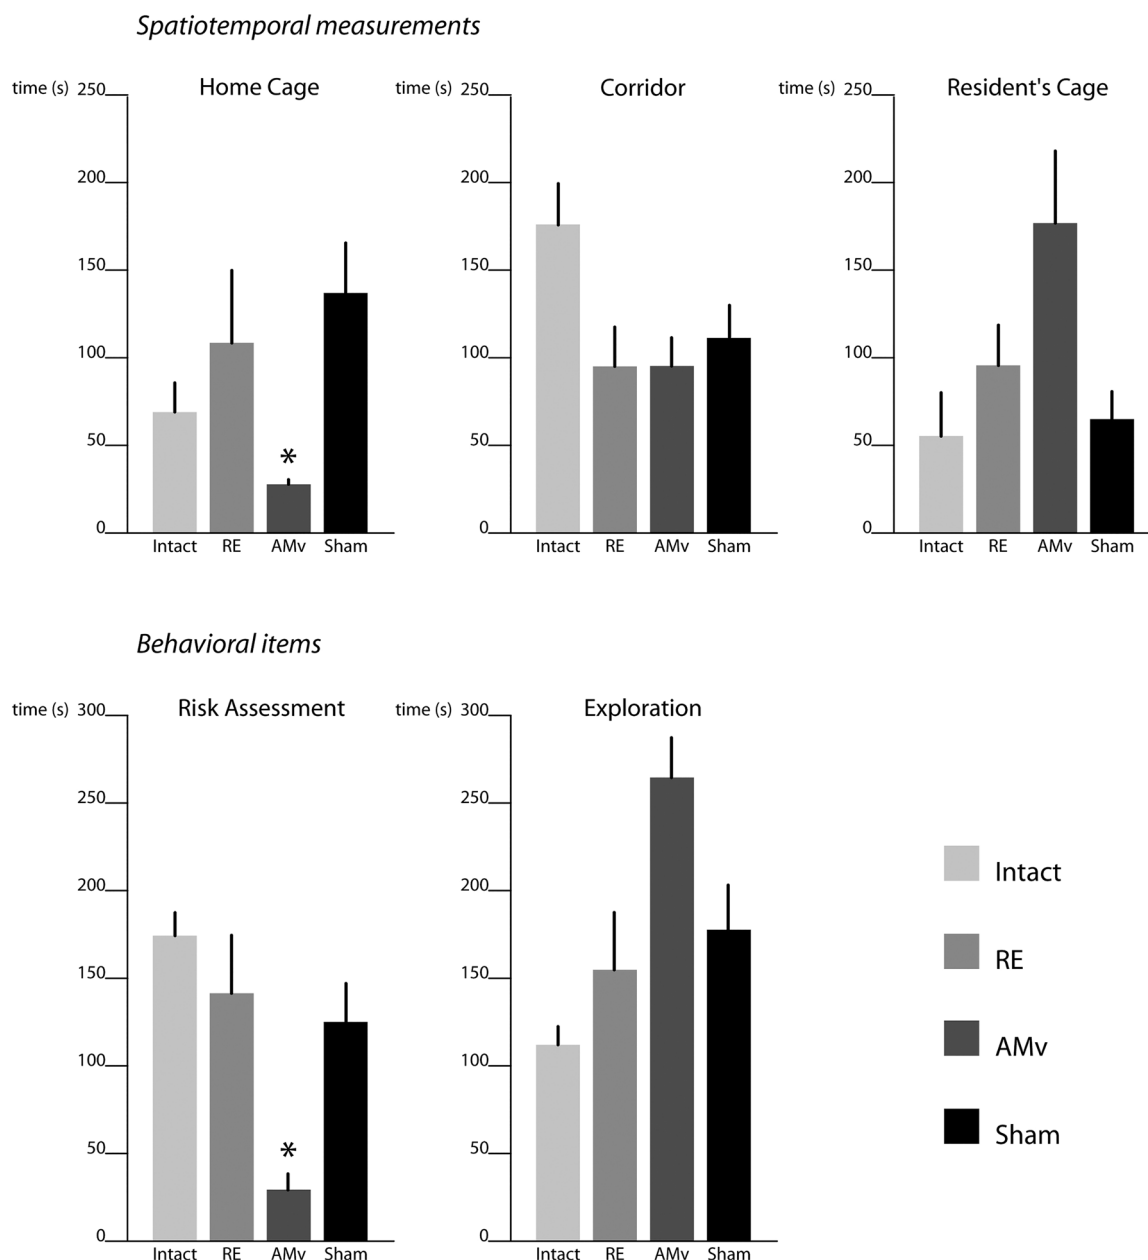 Spatiotemporal measurements
Home Cage
time (s)
250
200
150
100
50
0
*
Intact RE AMv Sham
Corridor
time (s)
250
200
150
100
50
0
Intact RE AMv Sham
Resident's Cage
time (s)
250
200
150
100
50
0
Intact RE AMv Sham
Behavioral items
Risk Assessment
time (s)
300
250
200
150
100
50
0
*
Intact RE AMv Sham
Exploration
time (s)
300
250
200
150
100
50
0
Intact RE AMv Sham
Intact
RE
AMv
Sham